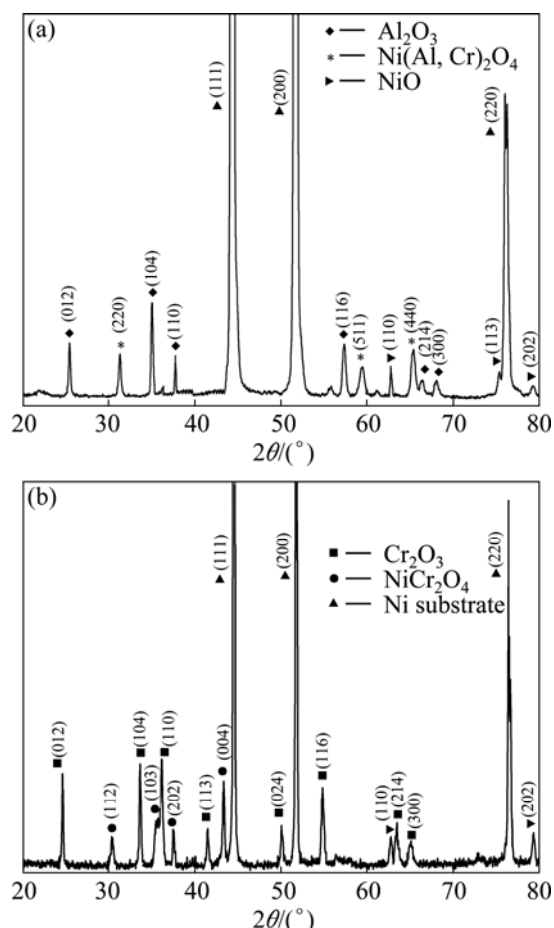 (a)
◆ — Al₂O₃
* — Ni(Al, Cr)₂O₄
▶ — NiO
▲(111)
▲(200)
▲(220)
◆(012)
*(220)
◆(104)
◆(110)
◆(116)
*(511)
▶(110)
*(440)
◆(214)
◆(300)
▶(113)
▶(202)
20 30 40 50 60 70 80
2θ/(°)
(b)
■ — Cr₂O₃
● — NiCr₂O₄
▲ — Ni substrate
▲(111)
▲(200)
▲(220)
■(012)
●(112)
■(104)
●(103)
■(110)
●(202)
■(113)
●(004)
■(024)
■(116)
▶(110)
■(214)
■(300)
▶(202)
20 30 40 50 60 70 80
2θ/(°)